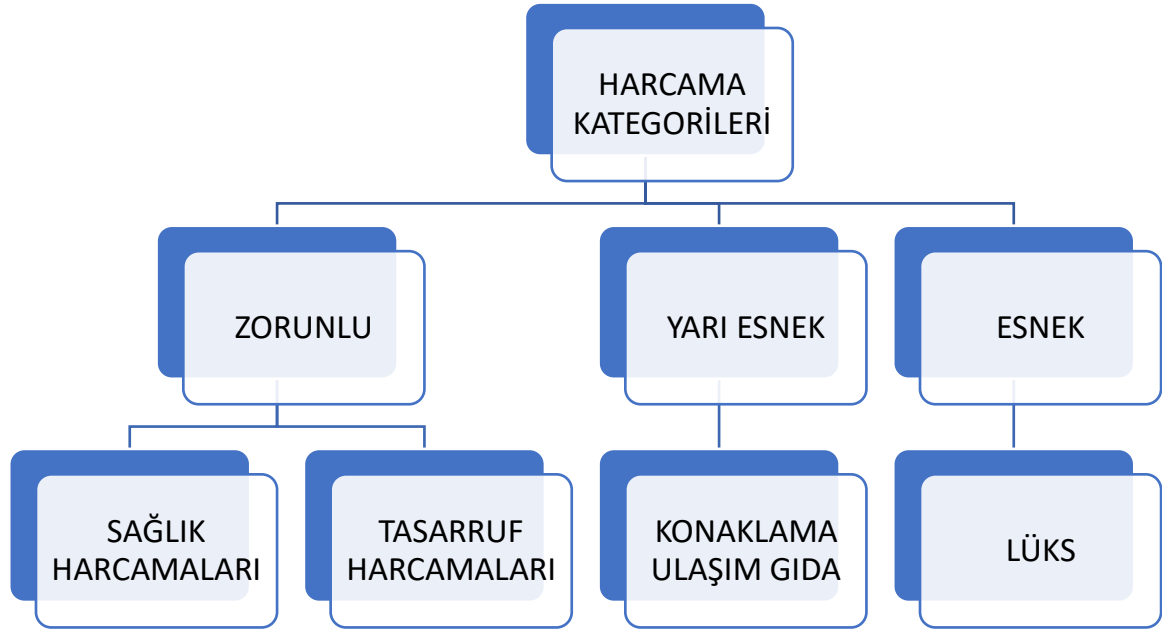 HARCAMA
KATEGORİLERİ
ZORUNLU
YARI ESNEK
ESNEK
SAĞLIK
HARCAMALARI
TASARRUF
HARCAMALARI
KONAKLAMA
ULAŞIM GIDA
LÜKS